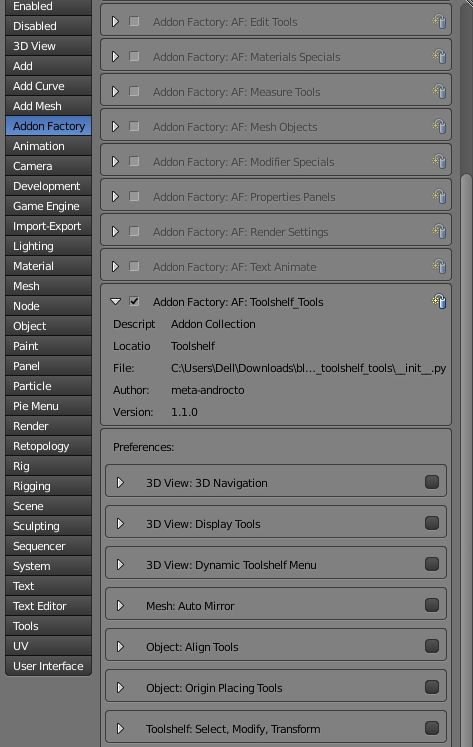 Enabled
Disabled
3D View
Add
Add Curve
Add Mesh
Addon Factory
Animation
Camera
Development
Game Engine
Import-Export
Lighting
Material
Mesh
Node
Object
Paint
Panel
Particle
Pie Menu
Render
Retopology
Rig
Rigging
Scene
Sculpting
Sequencer
System
Text
Text Editor
Tools
UV
User Interface
Addon Factory: AF: Edit Tools
Addon Factory: AF: Materials Specials
Addon Factory: AF: Measure Tools
Addon Factory: AF: Mesh Objects
Addon Factory: AF: Modifier Specials
Addon Factory: AF: Properties Panels
Addon Factory: AF: Render Settings
Addon Factory: AF: Text Animate
Addon Factory: AF: Toolshelf_Tools
Descript Addon Collection
Locatio Toolshelf
File: C:\Users\Dell\Downloads\bl..._toolshelf_tools\__init__.py
Author: meta-androcto
Version: 1.1.0
Preferences:
3D View: 3D Navigation
3D View: Display Tools
3D View: Dynamic Toolshelf Menu
Mesh: Auto Mirror
Object: Align Tools
Object: Origin Placing Tools
Toolshelf: Select, Modify, Transform